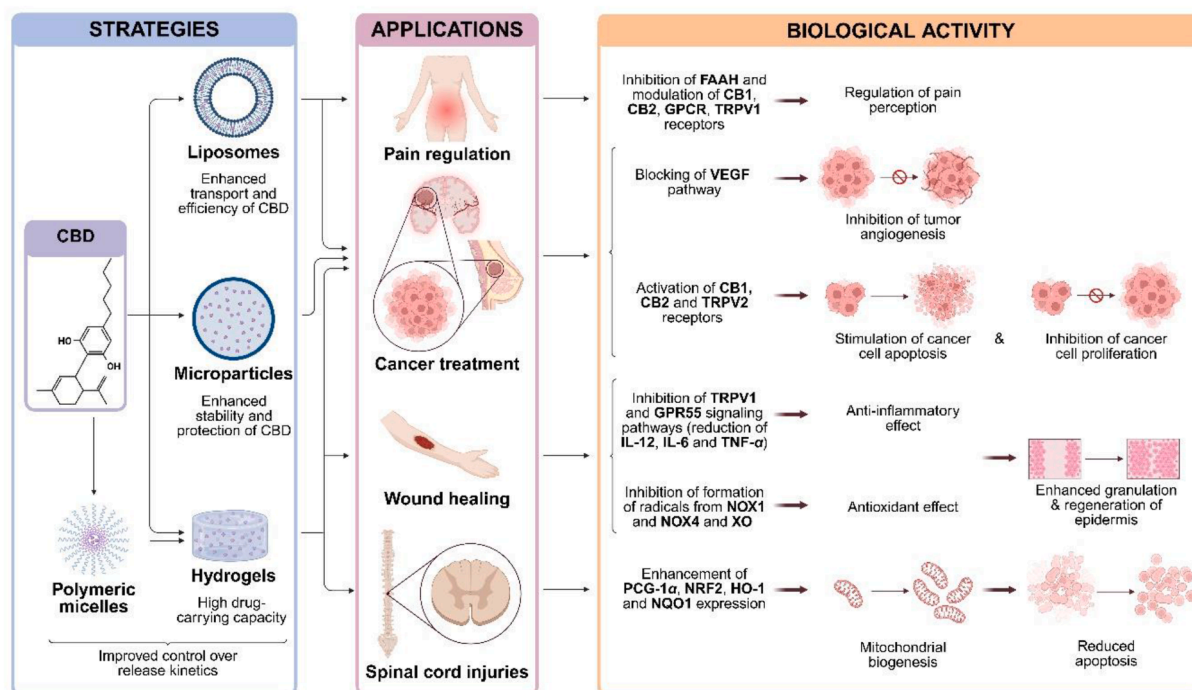 STRATEGIES
CBD
HO
OH
Liposomes
Enhanced
transport and
efficiency of CBD
Microparticles
Enhanced
stability and
protection of CBD
Polymeric
micelles
Hydrogels
High drug-
carrying capacity
Improved control over
release kinetics
APPLICATIONS
Pain regulation
Cancer treatment
Wound healing
Spinal cord injuries
BIOLOGICAL ACTIVITY
Inhibition of FAAH and
modulation of CB1,
CB2, GPCR, TRPV1
receptors
Regulation of pain
perception
Blocking of VEGF
pathway
Inhibition of tumor
angiogenesis
Activation of CB1,
CB2 and TRPV2
receptors
Stimulation of cancer
cell apoptosis
&
Inhibition of cancer
cell proliferation
Inhibition of TRPV1
and GPR55 signaling
pathways (reduction of
IL-12, IL-6 and TNF-α)
Anti-inflammatory
effect
Inhibition of formation
of radicals from NOX1
and NOX4 and XO
Antioxidant effect
Enhanced granulation
& regeneration of
epidermis
Enhancement of
PCG-1α, NRF2, HO-1
and NQO1 expression
Mitochondrial
biogenesis
Reduced
apoptosis